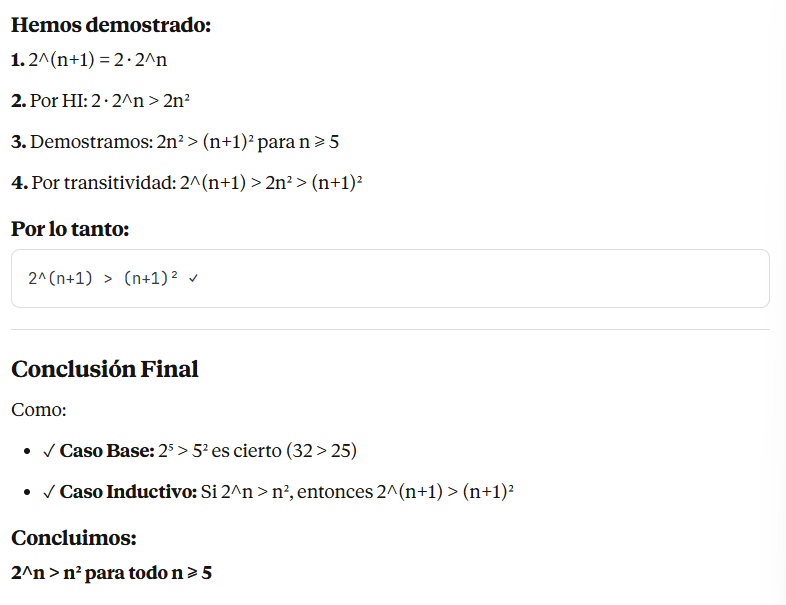 Hemos demostrado:
1. 2^(n+1) = 2 · 2^n
2. Por HI: 2 · 2^n > 2n²
3. Demostramos: 2n² > (n+1)² para n ⩾ 5
4. Por transitividad: 2^(n+1) > 2n² > (n+1)²
Por lo tanto:
2^(n+1) > (n+1)² ✓
Conclusión Final
Como:
• ✓ Caso Base: 2⁵ > 5² es cierto (32 > 25)
• ✓ Caso Inductivo: Si 2^n > n², entonces 2^(n+1) > (n+1)²
Concluimos:
2^n > n² para todo n ⩾ 5